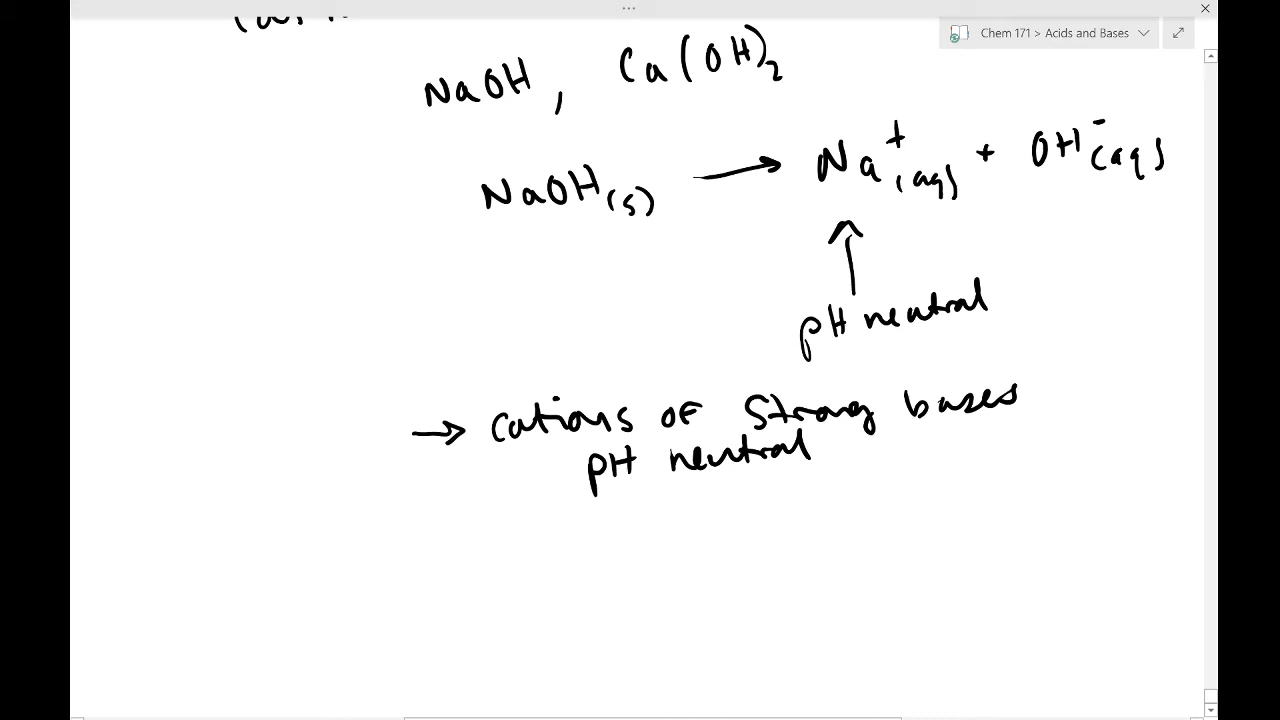 Chem 171 > Acids and Bases
NaOH, Ca(OH)₂
NaOH(s) → Na⁺(aq) + OH⁻(aq)
pH neutral
→ cations of strong bases
pH neutral